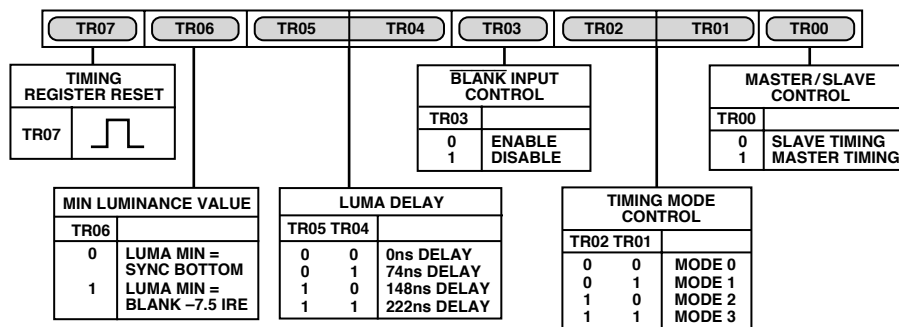 TR07 TR06 TR05 TR04 TR03 TR02 TR01 TR00
TIMING
REGISTER RESET
TR07
BLANK INPUT
CONTROL
TR03
0 ENABLE
1 DISABLE
MASTER/SLAVE
CONTROL
TR00
0 SLAVE TIMING
1 MASTER TIMING
MIN LUMINANCE VALUE
TR06
0 LUMA MIN =
SYNC BOTTOM
1 LUMA MIN =
BLANK –7.5 IRE
LUMA DELAY
TR05 TR04
0 0 0ns DELAY
0 1 74ns DELAY
1 0 148ns DELAY
1 1 222ns DELAY
TIMING MODE
CONTROL
TR02 TR01
0 0 MODE 0
0 1 MODE 1
1 0 MODE 2
1 1 MODE 3